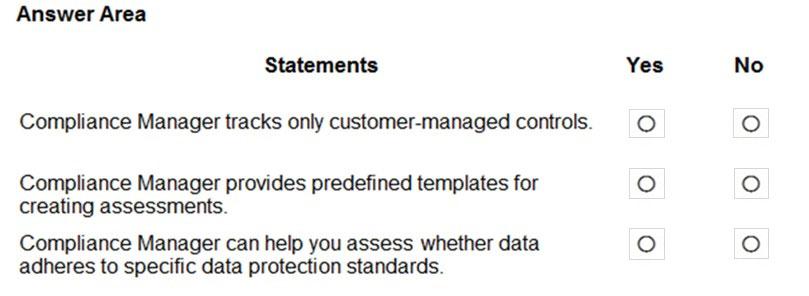 Answer Area
Statements Yes No
Compliance Manager tracks only customer-managed controls.
Compliance Manager provides predefined templates for
creating assessments.
Compliance Manager can help you assess whether data
adheres to specific data protection standards.